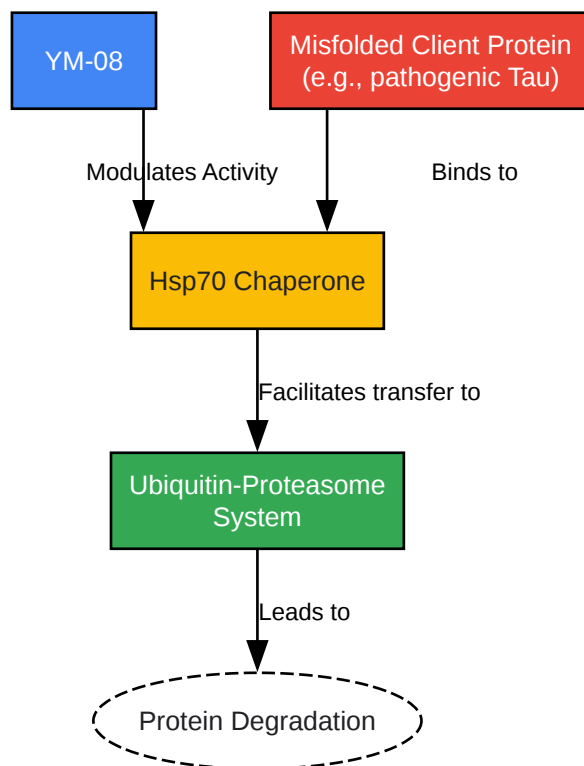 YM-08
Misfolded Client Protein
(e.g., pathogenic Tau)
Modulates Activity
Binds to
Hsp70 Chaperone
Facilitates transfer to
Ubiquitin-Proteasome
System
Leads to
Protein Degradation